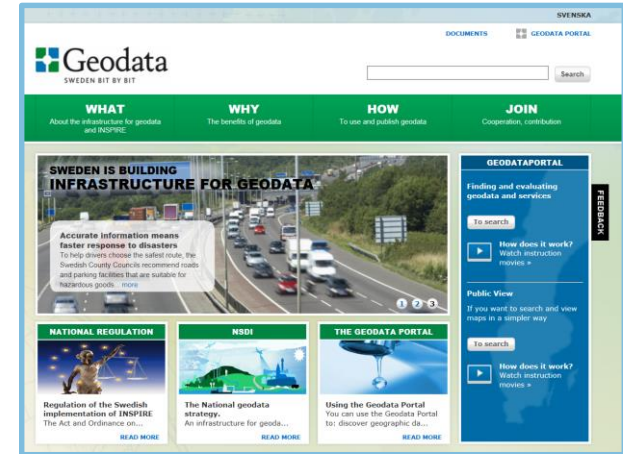 SVENSKA
DOCUMENTS
GEODATA PORTAL
Geodata
SWEDEN BIT BY BIT
Search
WHAT
About the infrastructure for geodata
and INSPIRE
WHY
The benefits of geodata
HOW
To use and publish geodata
JOIN
Cooperation, contribution
SWEDEN IS BUILDING
INFRASTRUCTURE FOR GEODATA
Accurate information means
faster response to disasters
To help drivers choose the safest route, the
Swedish County Councils recommend roads
and parking facilities that are suitable for
hazardous goods... more
1 2 3
GEODATAPORTAL
Finding and evaluating
geodata and services
To search
How does it work?
Watch instruction
movies »
Public View
If you want to search and view
maps in a simpler way
To search
How does it work?
Watch instruction
movies »
FEEDBACK
NATIONAL REGULATION
Regulation of the Swedish
implementation of INSPIRE
The Act and Ordinance on...
READ MORE
NSDI
The National geodata
strategy.
An infrastructure for geoda...
READ MORE
THE GEODATA PORTAL
Using the Geodata Portal
You can use the Geodata Portal
to: discover geographic da...
READ MORE